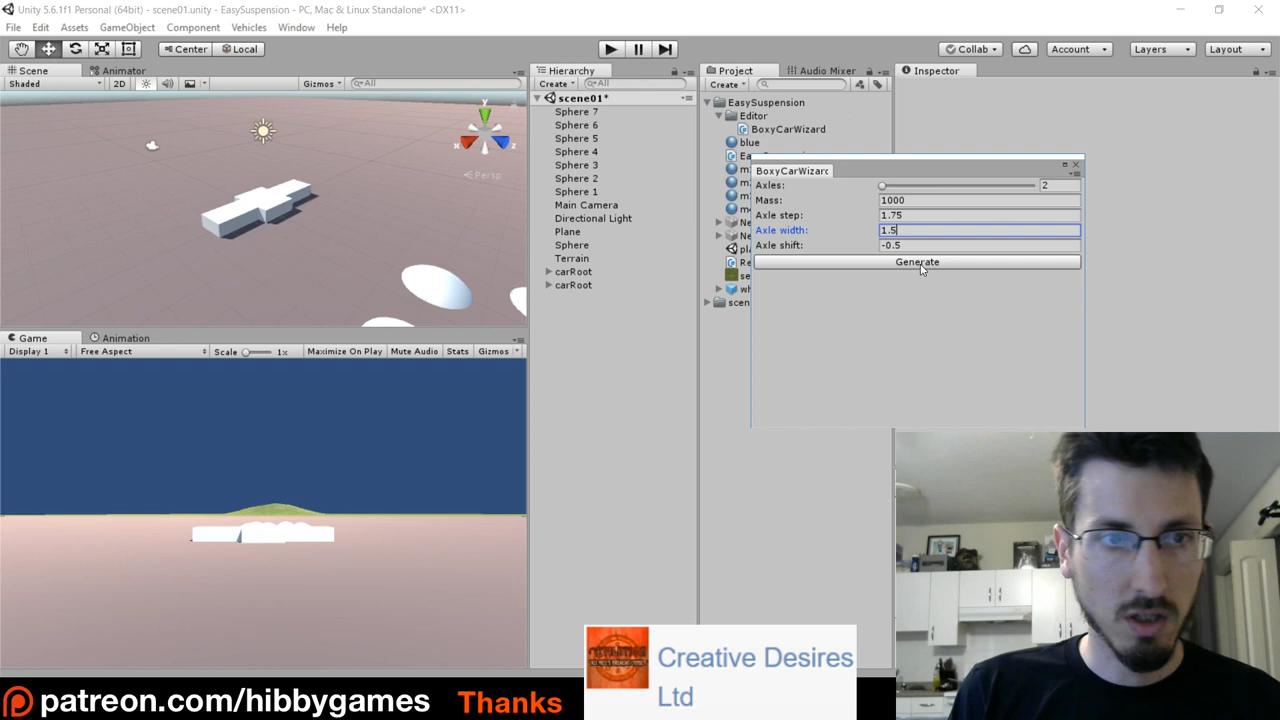 Unity 5.6.1f1 Personal (64bit) - scene01.unity - EasySuspension - PC, Mac & Linux Standalone* <DX11>
File Edit Assets GameObject Component Vehicles Window Help
Center Local Collab Account Layers Layout
Scene Animator
Shaded 2D Gizmos All
y
x z
Persp
Game Animation
Display 1 Free Aspect Scale 1x Maximize On Play Mute Audio Stats Gizmos
Hierarchy
Create All
scene01*
Sphere 7
Sphere 6
Sphere 5
Sphere 4
Sphere 3
Sphere 2
Sphere 1
Main Camera
Directional Light
Plane
Sphere
Terrain
carRoot
carRoot
Project Audio Mixer
Create
EasySuspension
Editor
BoxyCarWizard
blue
Inspector
BoxyCarWizard
Axles: 2
Mass: 1000
Axle step: 1.75
Axle width: 1.5
Axle shift: -0.5
Generate
patreon.com/hibbygames Thanks
Creative Desires
Ltd